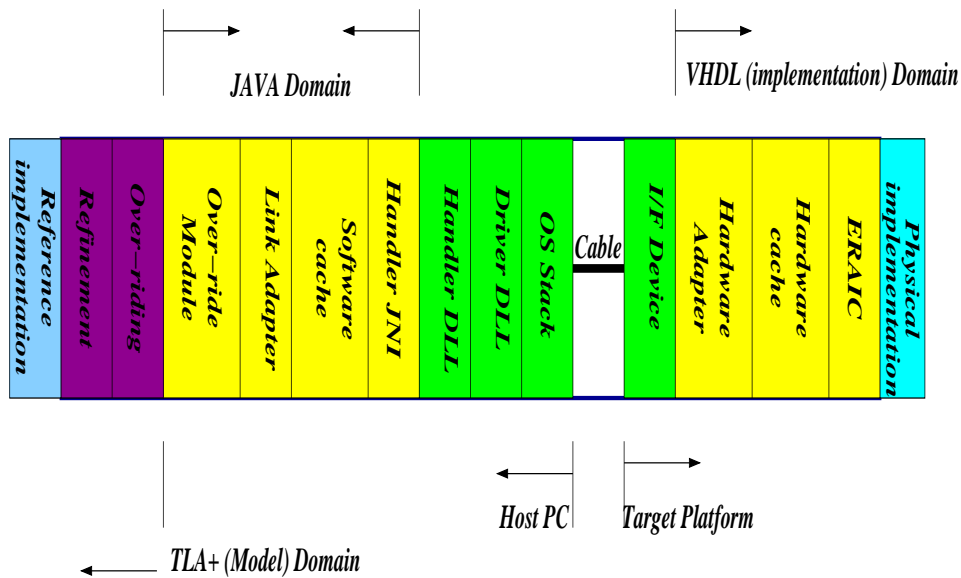 JAVA Domain
VHDL (implementation) Domain
Reference
implementation
Refinement
Over-riding
Over-ride
Module
Link Adapter
Software
cache
Handler JNI
Handler DLL
Driver DLL
OS Stack
Cable
I/F Device
Hardware
Adapter
Hardware
cache
ERAIC
Physical
implementation
Host PC
Target Platform
TLA+ (Model) Domain